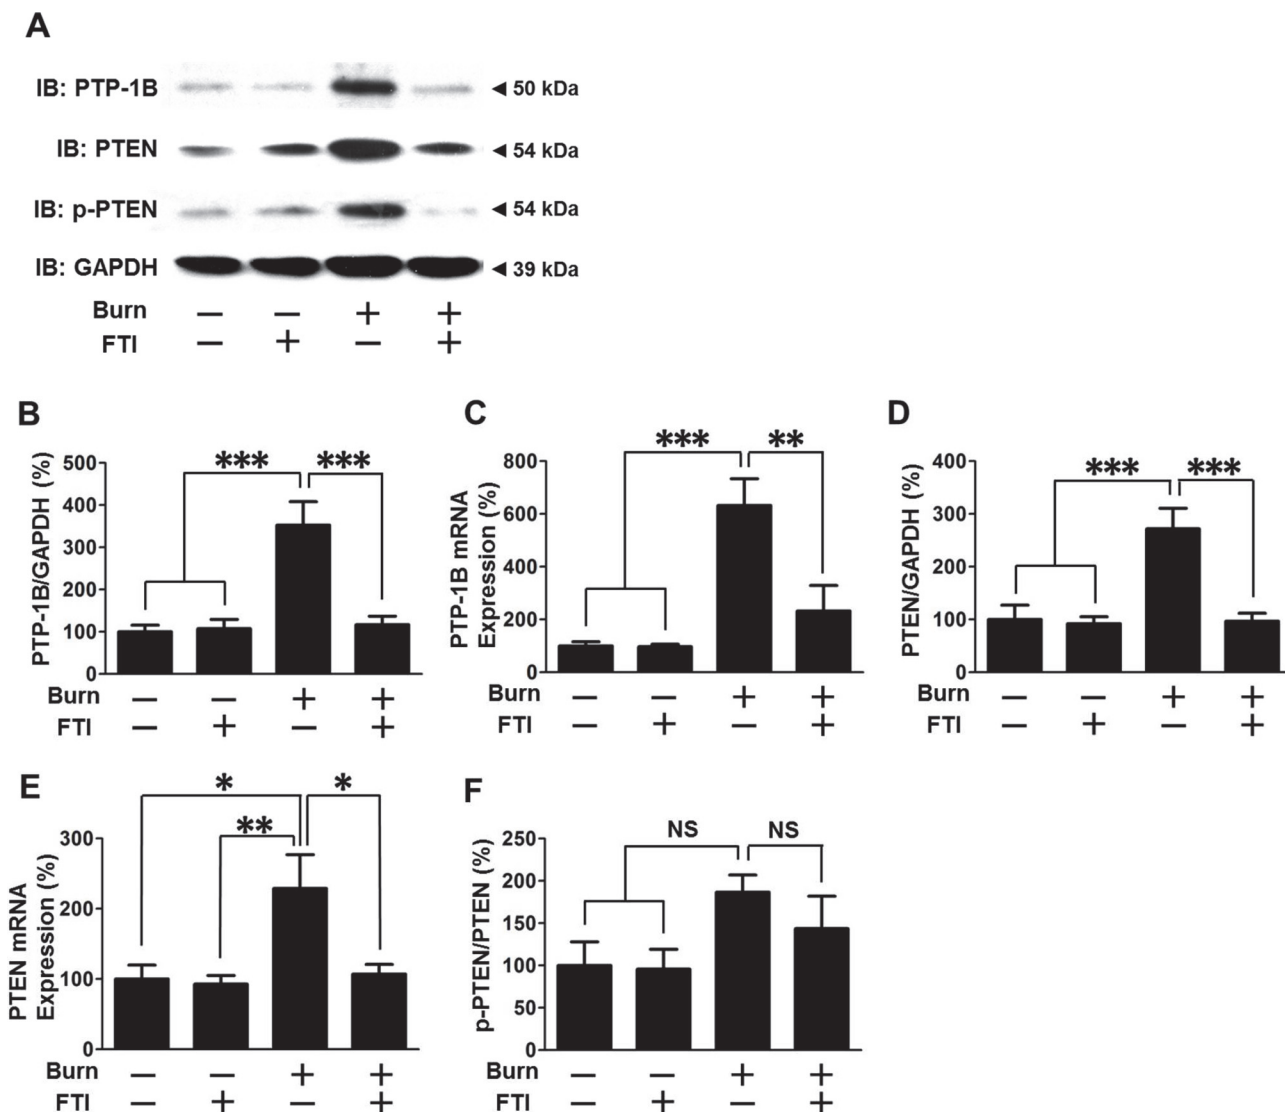 A
IB: PTP-1B ◄ 50 kDa
IB: PTEN ◄ 54 kDa
IB: p-PTEN ◄ 54 kDa
IB: GAPDH ◄ 39 kDa
Burn — — + +
FTI — + — +
B
PTP-1B/GAPDH (%)
500
400
300
200
100
0
*** ***
Burn — — + +
FTI — + — +
C
PTP-1B mRNA
Expression (%)
800
600
400
200
0
*** **
Burn — — + +
FTI — + — +
D
PTEN/GAPDH (%)
400
300
200
100
0
*** ***
Burn — — + +
FTI — + — +
E
PTEN mRNA
Expression (%)
300
200
100
0
* *
**
Burn — — + +
FTI — + — +
F
p-PTEN/PTEN (%)
250
200
150
100
50
0
NS NS
Burn — — + +
FTI — + — +